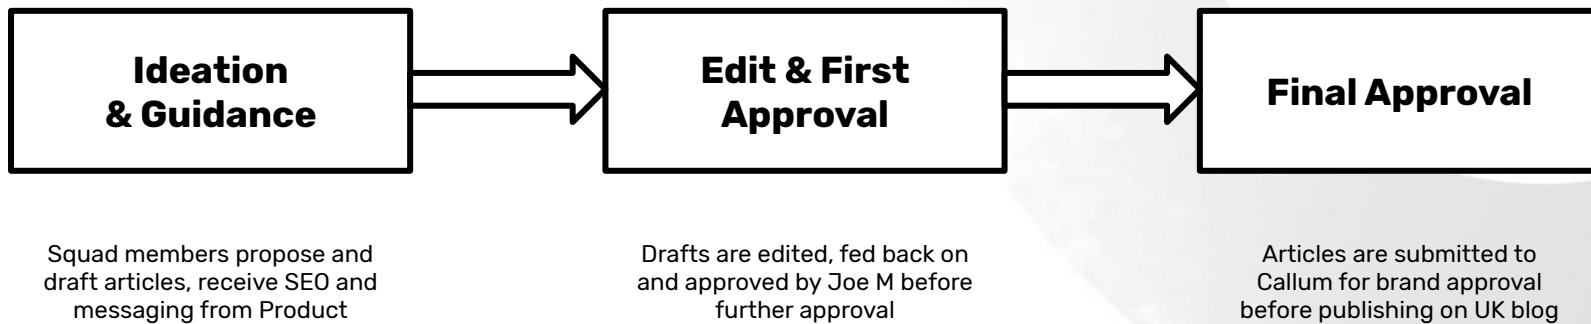 Ideation
& Guidance
Edit & First
Approval
Final Approval
Squad members propose and
draft articles, receive SEO and
messaging from Product
Drafts are edited, fed back on
and approved by Joe M before
further approval
Articles are submitted to
Callum for brand approval
before publishing on UK blog